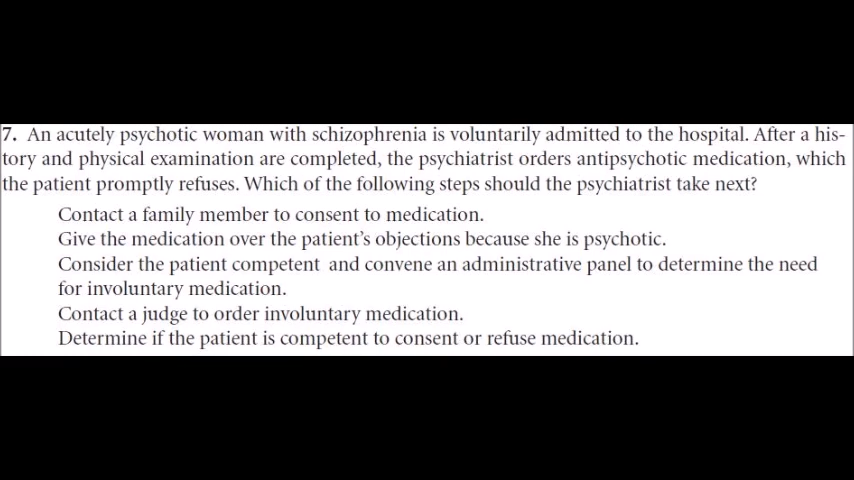 7. An acutely psychotic woman with schizophrenia is voluntarily admitted to the hospital. After a his-
tory and physical examination are completed, the psychiatrist orders antipsychotic medication, which
the patient promptly refuses. Which of the following steps should the psychiatrist take next?
Contact a family member to consent to medication.
Give the medication over the patient's objections because she is psychotic.
Consider the patient competent and convene an administrative panel to determine the need
for involuntary medication.
Contact a judge to order involuntary medication.
Determine if the patient is competent to consent or refuse medication.